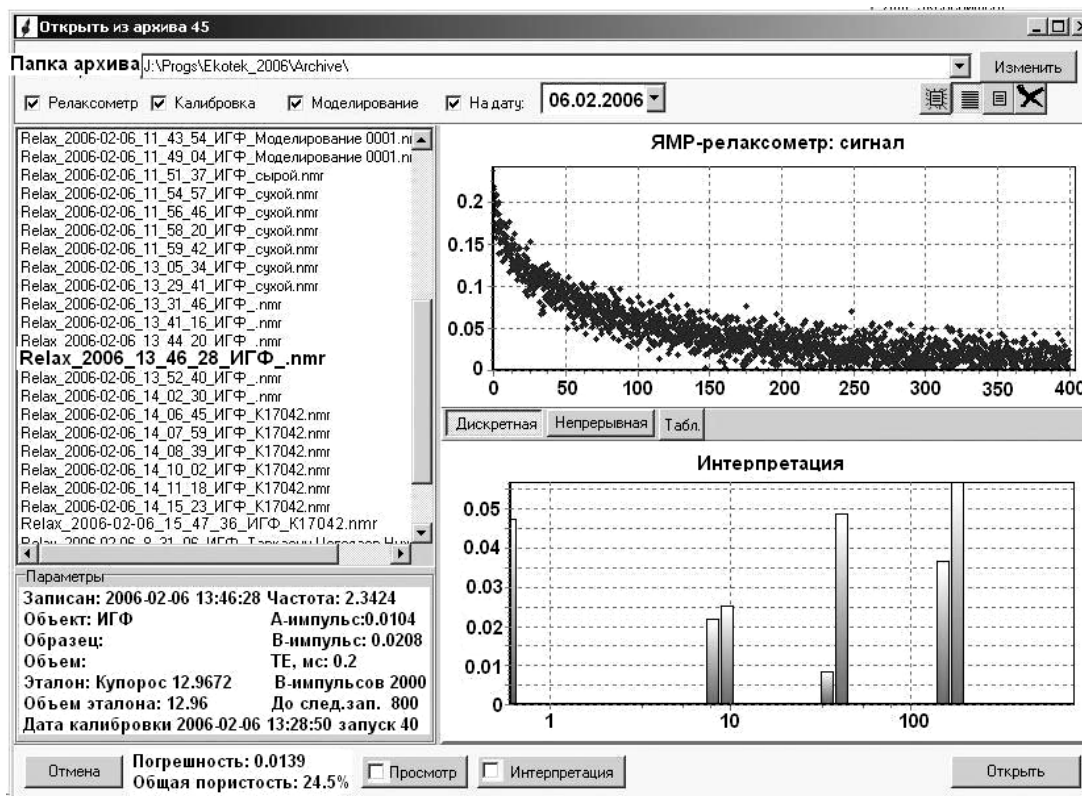 Открыть из архива 45
Папка архива J:\Progs\Ekotek_2006\Archive\ Изменить
Релаксометр Калибровка Моделирование На дату: 06.02.2006
Relax_2006-02-06_11_43_54_ИГФ_Моделирование 0001.nr
Relax_2006-02-06_11_49_04_ИГФ_Моделирование 0001.nr
Relax_2006-02-06_11_51_37_ИГФ_сырой.nmr
Relax_2006-02-06_11_54_57_ИГФ_сухой.nmr
Relax_2006-02-06_11_56_46_ИГФ_сухой.nmr
Relax_2006-02-06_11_58_20_ИГФ_сухой.nmr
Relax_2006-02-06_11_59_42_ИГФ_сухой.nmr
Relax_2006-02-06_13_05_34_ИГФ_сухой.nmr
Relax_2006-02-06_13_29_41_ИГФ_сухой.nmr
Relax_2006-02-06_13_31_46_ИГФ_.nmr
Relax_2006-02-06_13_41_16_ИГФ_.nmr
Relax_2006-02-06_13_44_20_ИГФ_.nmr
Relax_2006_13_46_28_ИГФ_.nmr
Relax_2006-02-06_13_52_40_ИГФ_.nmr
Relax_2006-02-06_14_02_30_ИГФ_.nmr
Relax_2006-02-06_14_06_45_ИГФ_К17042.nmr
Relax_2006-02-06_14_07_59_ИГФ_К17042.nmr
Relax_2006-02-06_14_08_39_ИГФ_К17042.nmr
Relax_2006-02-06_14_10_02_ИГФ_К17042.nmr
Relax_2006-02-06_14_11_18_ИГФ_К17042.nmr
Relax_2006-02-06_14_15_23_ИГФ_К17042.nmr
Relax_2006-02-06_15_47_36_ИГФ_К17042.nmr
Параметры
Записан: 2006-02-06 13:46:28 Частота: 2.3424
Объект: ИГФ А-импульс:0.0104
Образец: В-импульс: 0.0208
Объем: ТЕ, мс: 0.2
Эталон: Купорос 12.9672 В-импульсов 2000
Объем эталона: 12.96 До след.зап. 800
Дата калибровки 2006-02-06 13:28:50 запуск 40
ЯМР-релаксометр: сигнал
0.2
0.15
0.1
0.05
0
0 50 100 150 200 250 300 350 400
Дискретная Непрерывная Табл.
Интерпретация
0.05
0.04
0.03
0.02
0.01
0
1 10 100
Отмена
Погрешность: 0.0139
Общая пористость: 24.5%
Просмотр Интерпретация Открыть